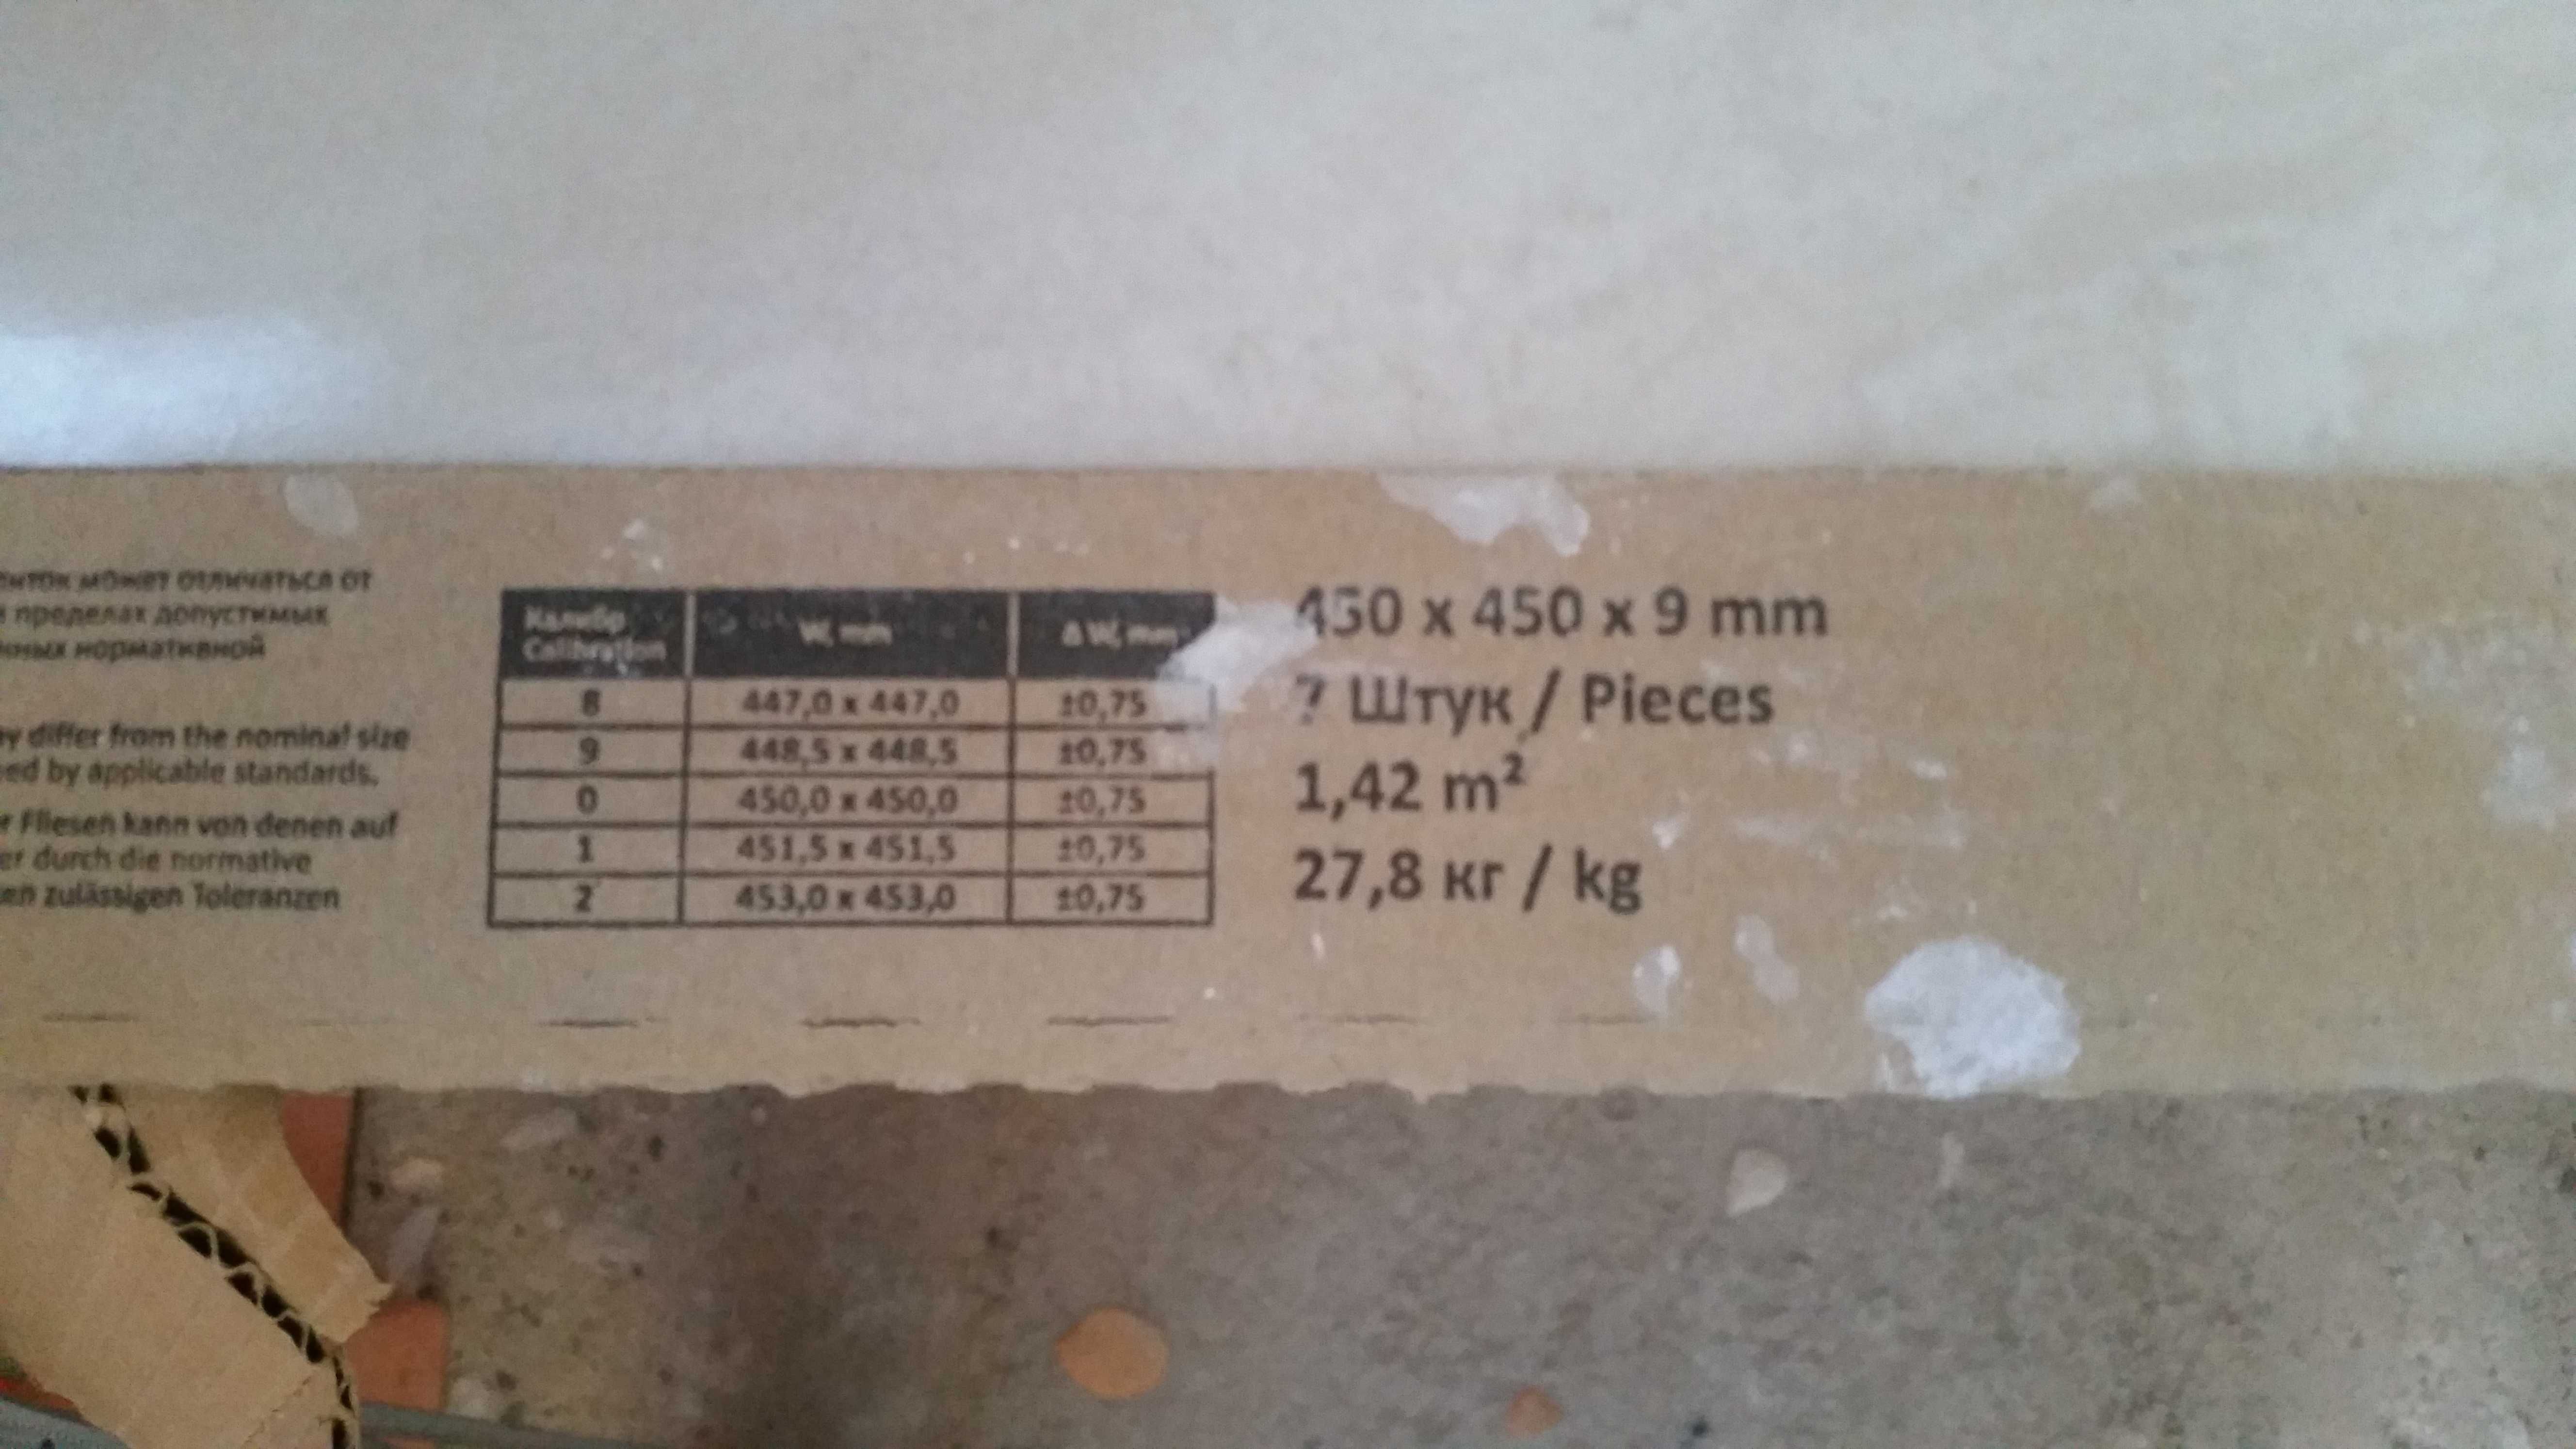 может отличаться от
пределах допустимых
нормативной
differ from the nominal size
by applicable standards.
Fliesen kann von denen auf
durch die normative
zulässigen Toleranzen
Калибр W, mm Δ W, mm
Calibration
8 447,0 x 447,0 ±0,75
9 448,5 x 448,5 ±0,75
0 450,0 x 450,0 ±0,75
1 451,5 x 451,5 ±0,75
2 453,0 x 453,0 ±0,75
450 x 450 x 9 mm
7 Штук / Pieces
1,42 m²
27,8 кг / kg